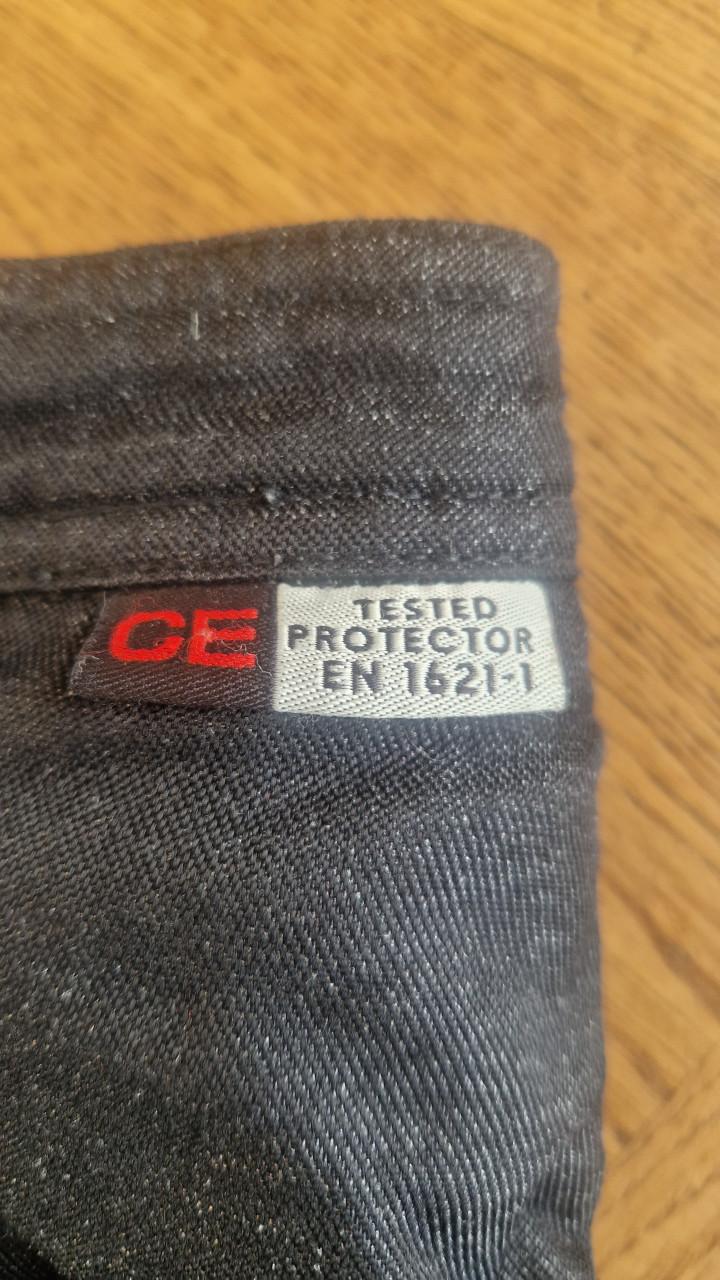 CE
TESTED
PROTECTOR
EN 1621-1